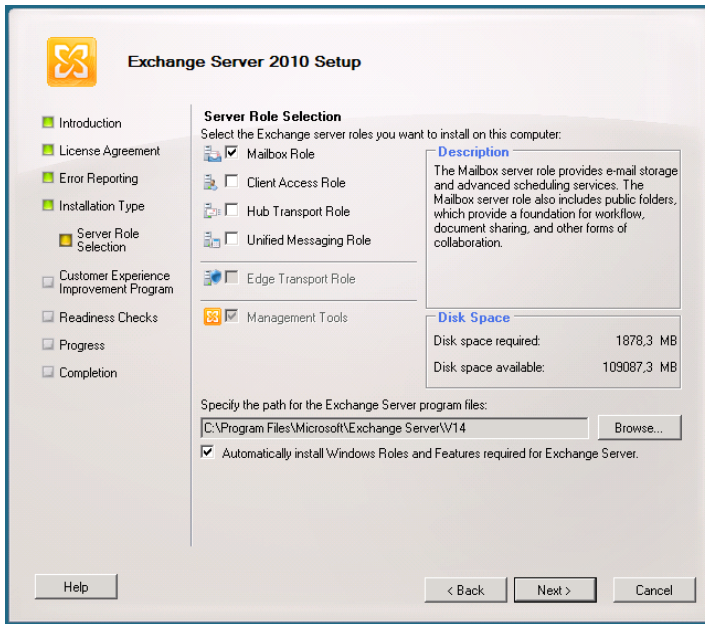 Exchange Server 2010 Setup
Introduction
License Agreement
Error Reporting
Installation Type
Server Role
Selection
Customer Experience
Improvement Program
Readiness Checks
Progress
Completion
Server Role Selection
Select the Exchange server roles you want to install on this computer:
Mailbox Role
Client Access Role
Hub Transport Role
Unified Messaging Role
Edge Transport Role
Management Tools
Description
The Mailbox server role provides e-mail storage
and advanced scheduling services. The
Mailbox server role also includes public folders,
which provide a foundation for workflow,
document sharing, and other forms of
collaboration.
Disk Space
Disk space required: 1878,3 MB
Disk space available: 109087,3 MB
Specify the path for the Exchange Server program files:
C:\Program Files\Microsoft\Exchange Server\V14
Browse...
Automatically install Windows Roles and Features required for Exchange Server.
Help
< Back
Next >
Cancel